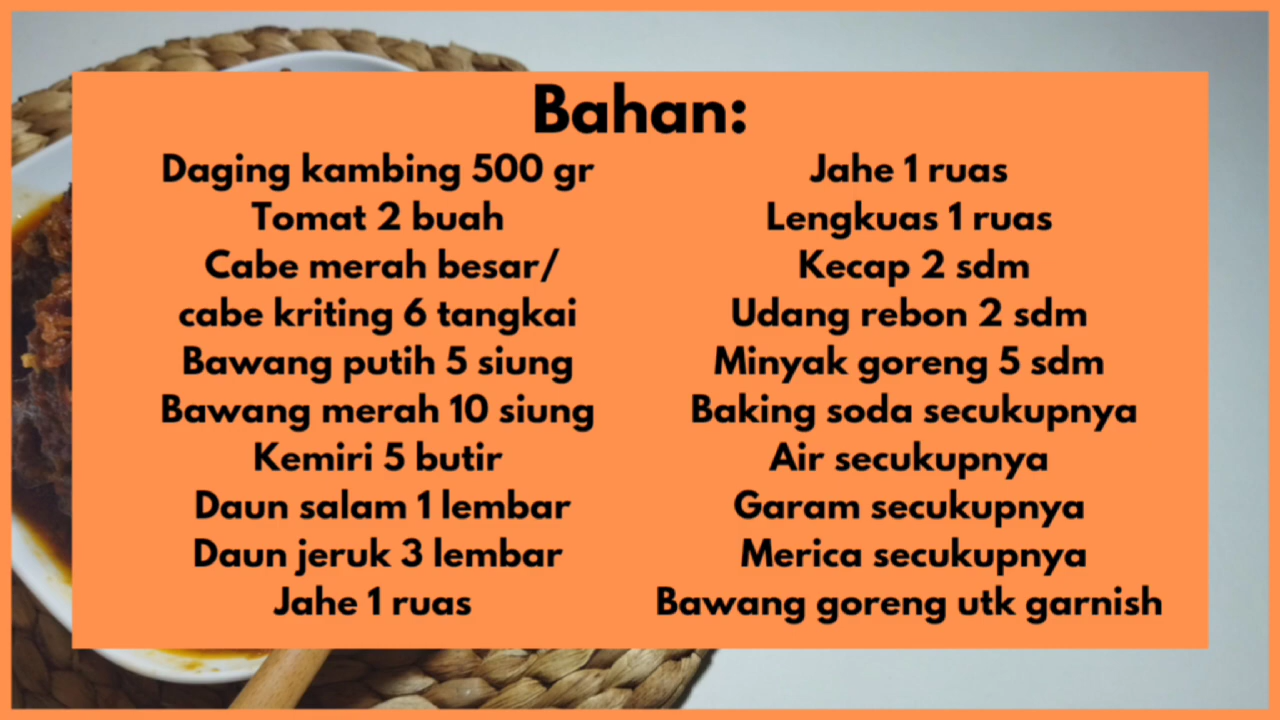 Bahan:
Daging kambing 500 gr
Tomat 2 buah
Cabe merah besar/
cabe kriting 6 tangkai
Bawang putih 5 siung
Bawang merah 10 siung
Kemiri 5 butir
Daun salam 1 lembar
Daun jeruk 3 lembar
Jahe 1 ruas
Jahe 1 ruas
Lengkuas 1 ruas
Kecap 2 sdm
Udang rebon 2 sdm
Minyak goreng 5 sdm
Baking soda secukupnya
Air secukupnya
Garam secukupnya
Merica secukupnya
Bawang goreng utk garnish